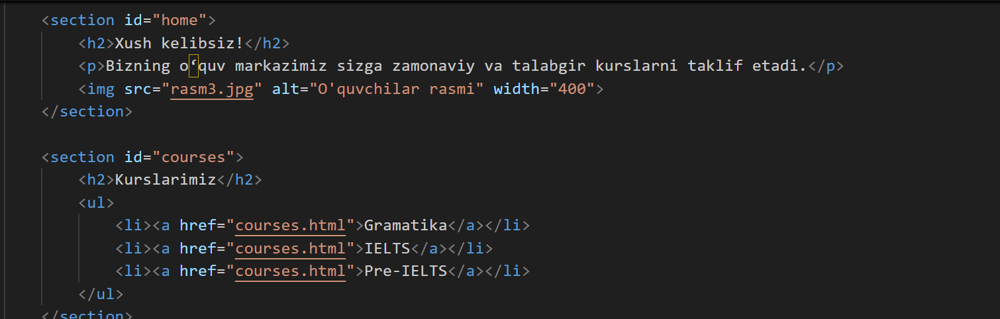 <section id="home">
<h2>Xush kelibsiz!</h2>
<p>Bizning o‘quv markazimiz sizga zamonaviy va talabgir kurslarni taklif etadi.</p>
<img src="rasm3.jpg" alt="O'quvchilar rasmi" width="400">
</section>
<section id="courses">
<h2>Kurslarimiz</h2>
<ul>
<li><a href="courses.html">Gramatika</a></li>
<li><a href="courses.html">IELTS</a></li>
<li><a href="courses.html">Pre-IELTS</a></li>
</ul>
</section>